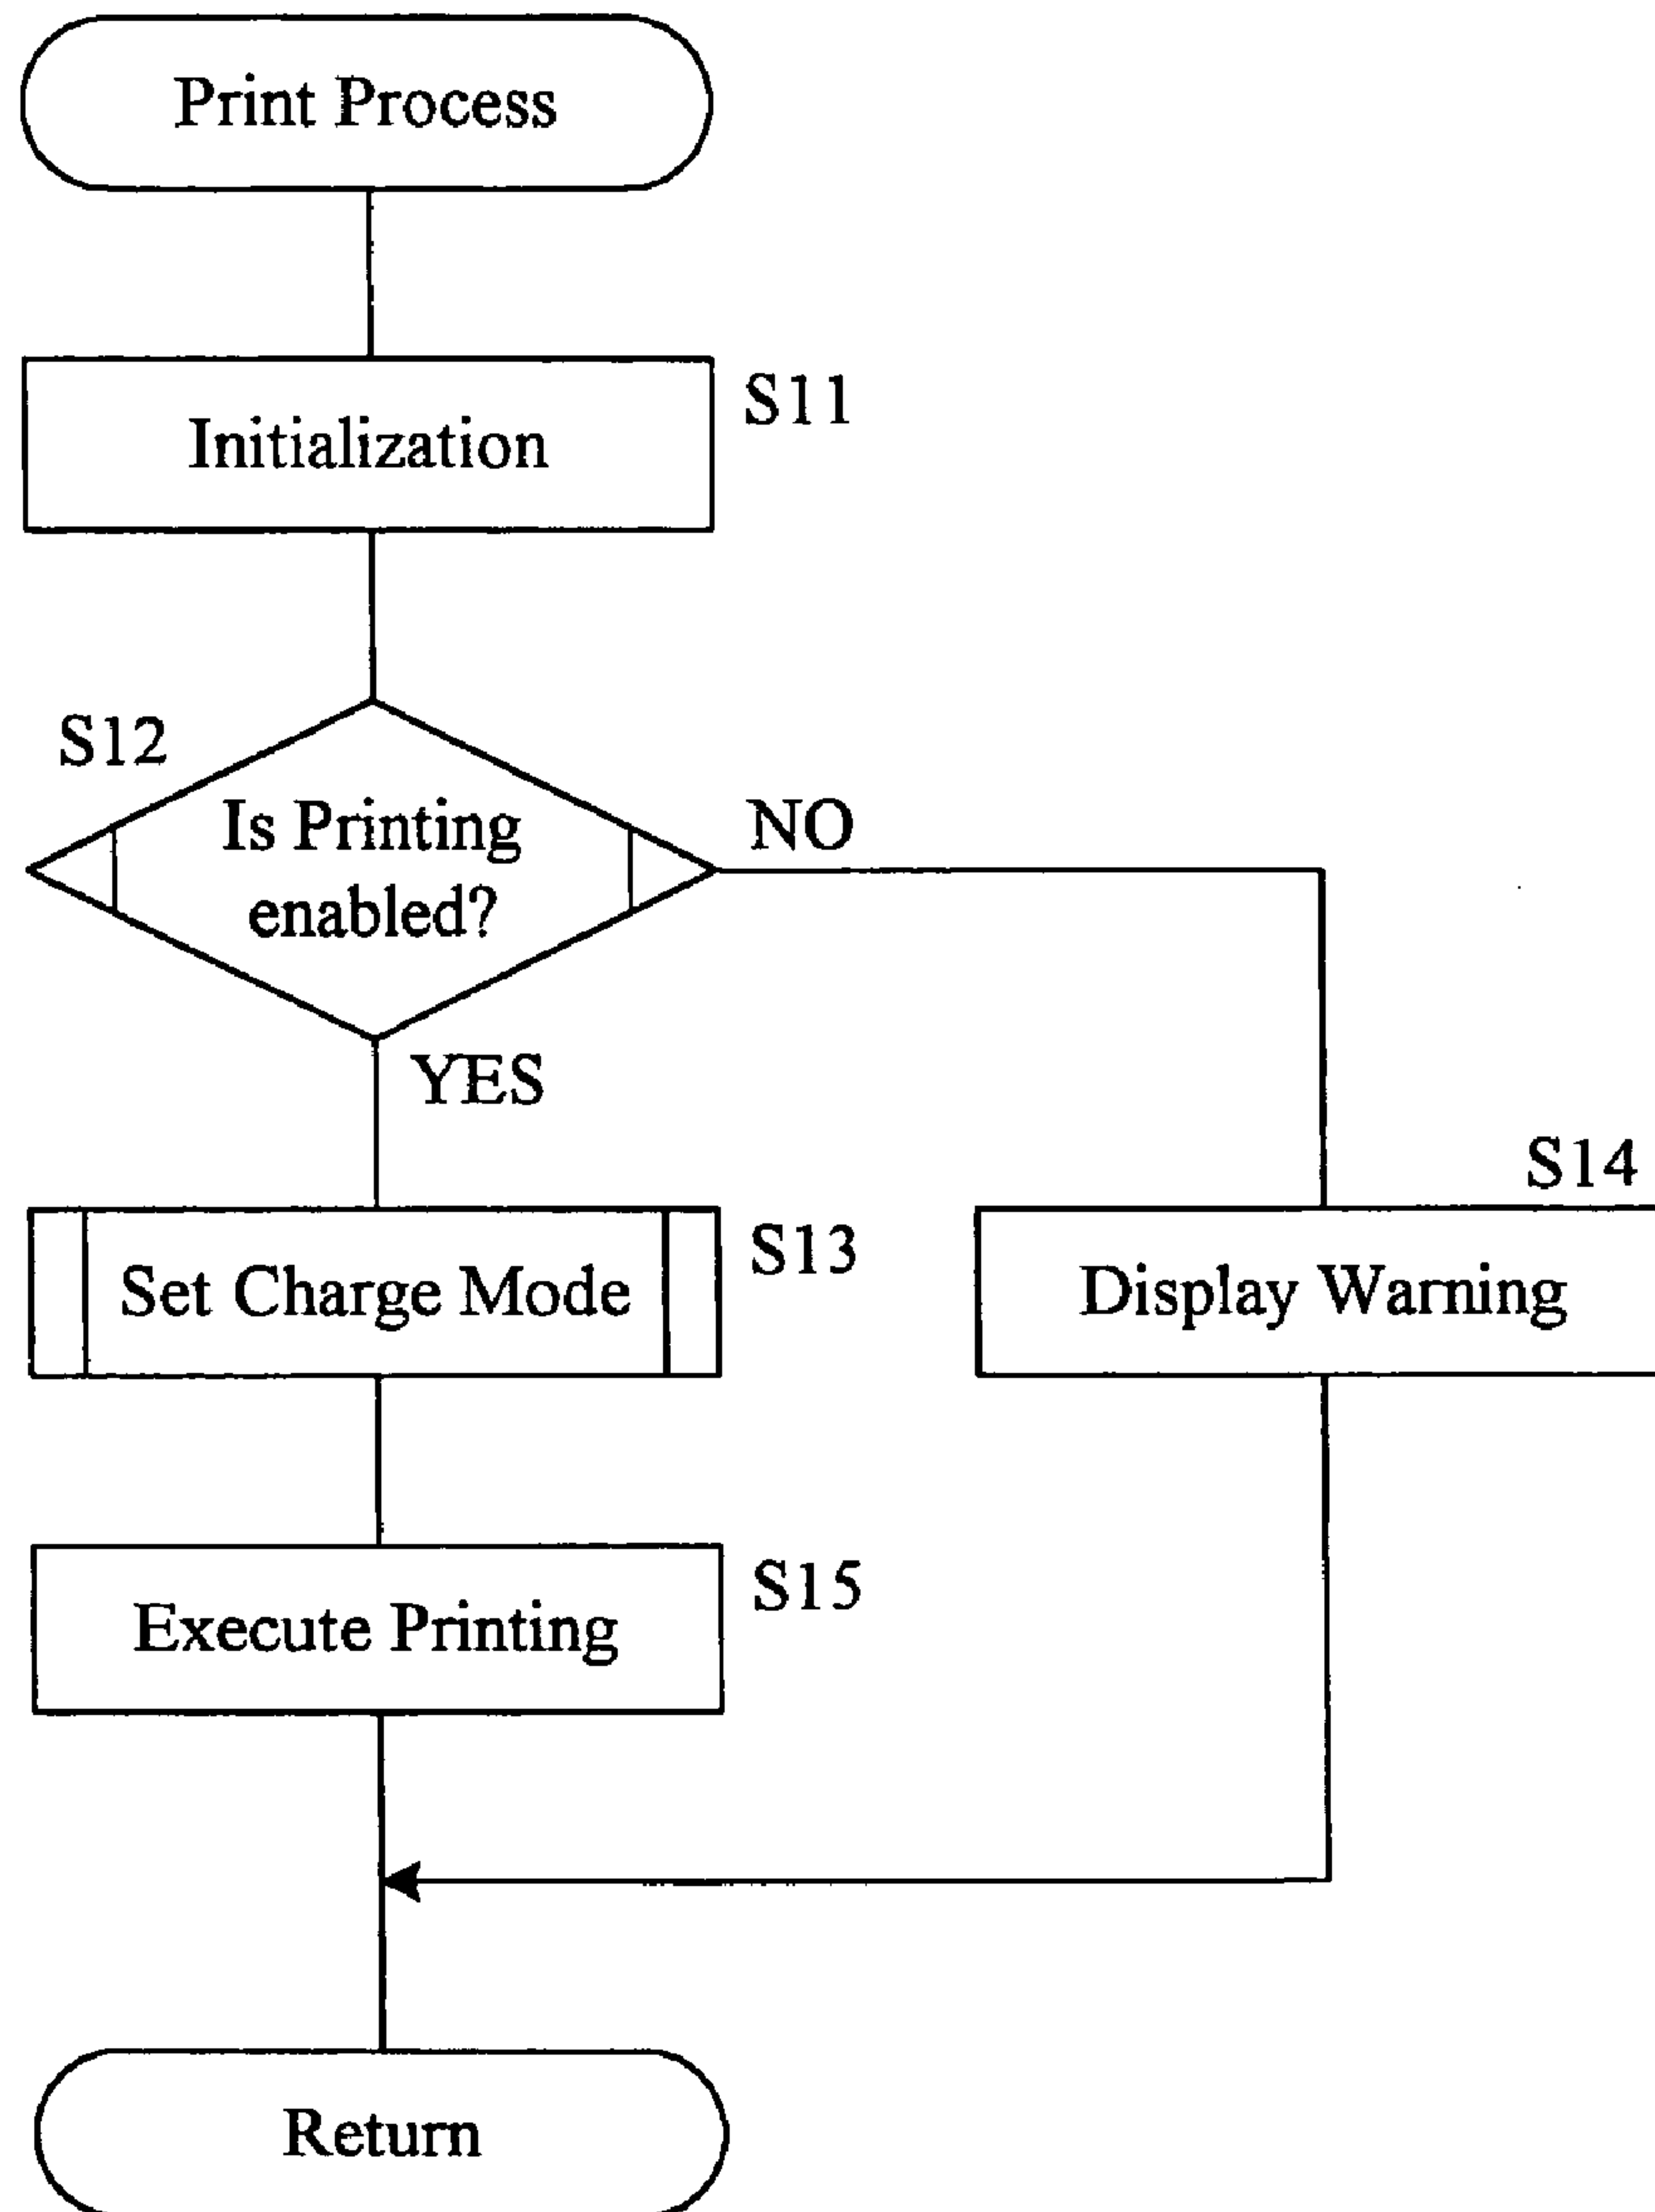 Print Process
Initialization
S11
S12
Is Printing
enabled?
NO
YES
S14
Set Charge Mode
S13
Display Warning
Execute Printing
S15
Return